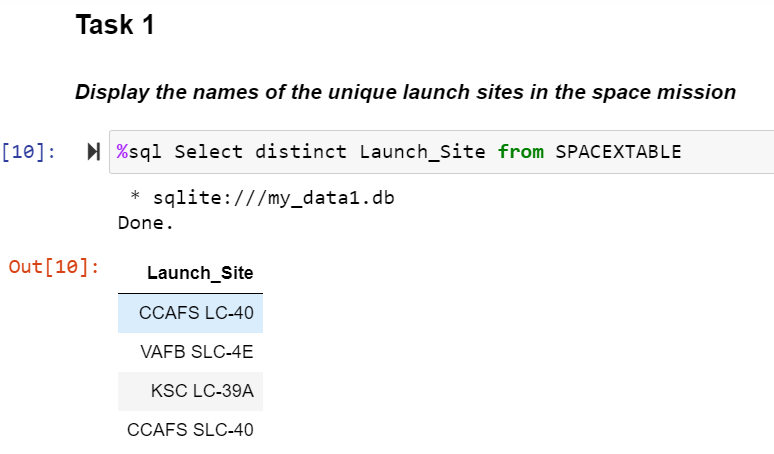 Task 1
Display the names of the unique launch sites in the space mission
[10]: %sql Select distinct Launch_Site from SPACEXTABLE
* sqlite:///my_data1.db
Done.
Out[10]:
Launch_Site
CCAFS LC-40
VAFB SLC-4E
KSC LC-39A
CCAFS SLC-40